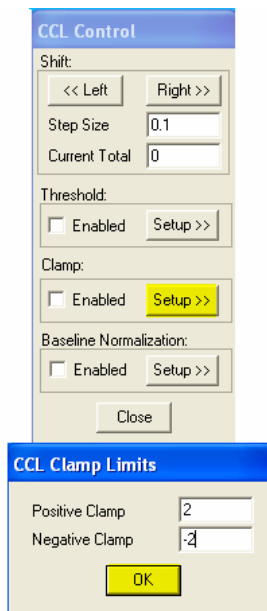 CCL Control
Shift:
<< Left Right >>
Step Size 0.1
Current Total 0
Threshold:
Enabled Setup >>
Clamp:
Enabled Setup >>
Baseline Normalization:
Enabled Setup >>
Close
CCL Clamp Limits
Positive Clamp 2
Negative Clamp -2
OK